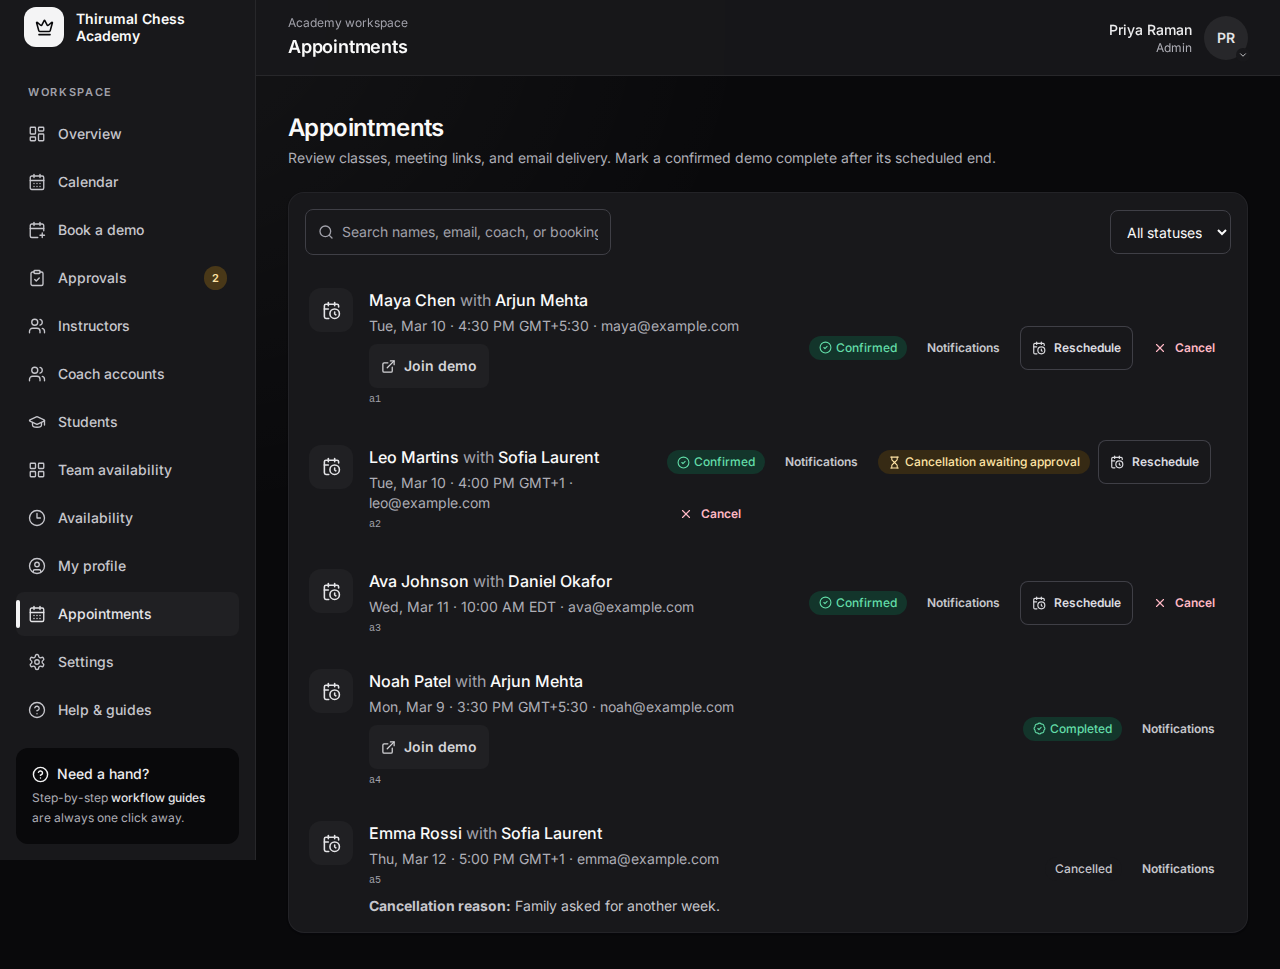 Thirumal Chess
Academy
WORKSPACE
Overview
Calendar
Book a demo
Approvals 2
Instructors
Coach accounts
Students
Team availability
Availability
My profile
Appointments
Settings
Help & guides
Need a hand?
Step-by-step workflow guides
are always one click away.
Academy workspace
Appointments
Priya Raman
Admin
PR
Appointments
Review classes, meeting links, and email delivery. Mark a confirmed demo complete after its scheduled end.
Search names, email, coach, or booking
All statuses
Maya Chen with Arjun Mehta
Tue, Mar 10 · 4:30 PM GMT+5:30 · maya@example.com
Join demo
a1
Confirmed Notifications Reschedule Cancel
Leo Martins with Sofia Laurent
Tue, Mar 10 · 4:00 PM GMT+1 ·
leo@example.com
a2
Confirmed Notifications Cancellation awaiting approval Reschedule
Cancel
Ava Johnson with Daniel Okafor
Wed, Mar 11 · 10:00 AM EDT · ava@example.com
a3
Confirmed Notifications Reschedule Cancel
Noah Patel with Arjun Mehta
Mon, Mar 9 · 3:30 PM GMT+5:30 · noah@example.com
Join demo
a4
Completed Notifications
Emma Rossi with Sofia Laurent
Thu, Mar 12 · 5:00 PM GMT+1 · emma@example.com
a5
Cancellation reason: Family asked for another week.
Cancelled Notifications